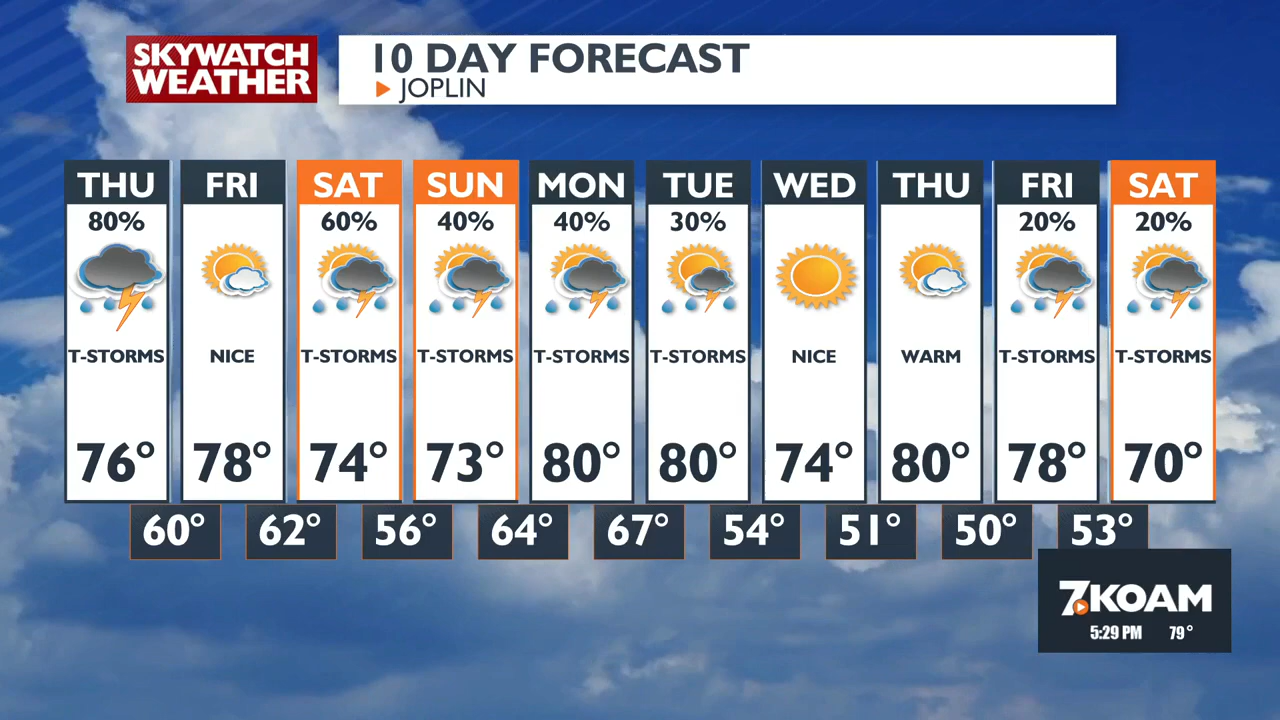 SKYWATCH
WEATHER
10 DAY FORECAST
JOPLIN
THU FRI SAT SUN MON TUE WED THU FRI SAT
80% 60% 40% 40% 30% 20% 20%
T-STORMS NICE T-STORMS T-STORMS T-STORMS T-STORMS NICE WARM T-STORMS T-STORMS
76° 78° 74° 73° 80° 80° 74° 80° 78° 70°
60° 62° 56° 64° 67° 54° 51° 50° 53°
7KOAM
5:29 PM 79°